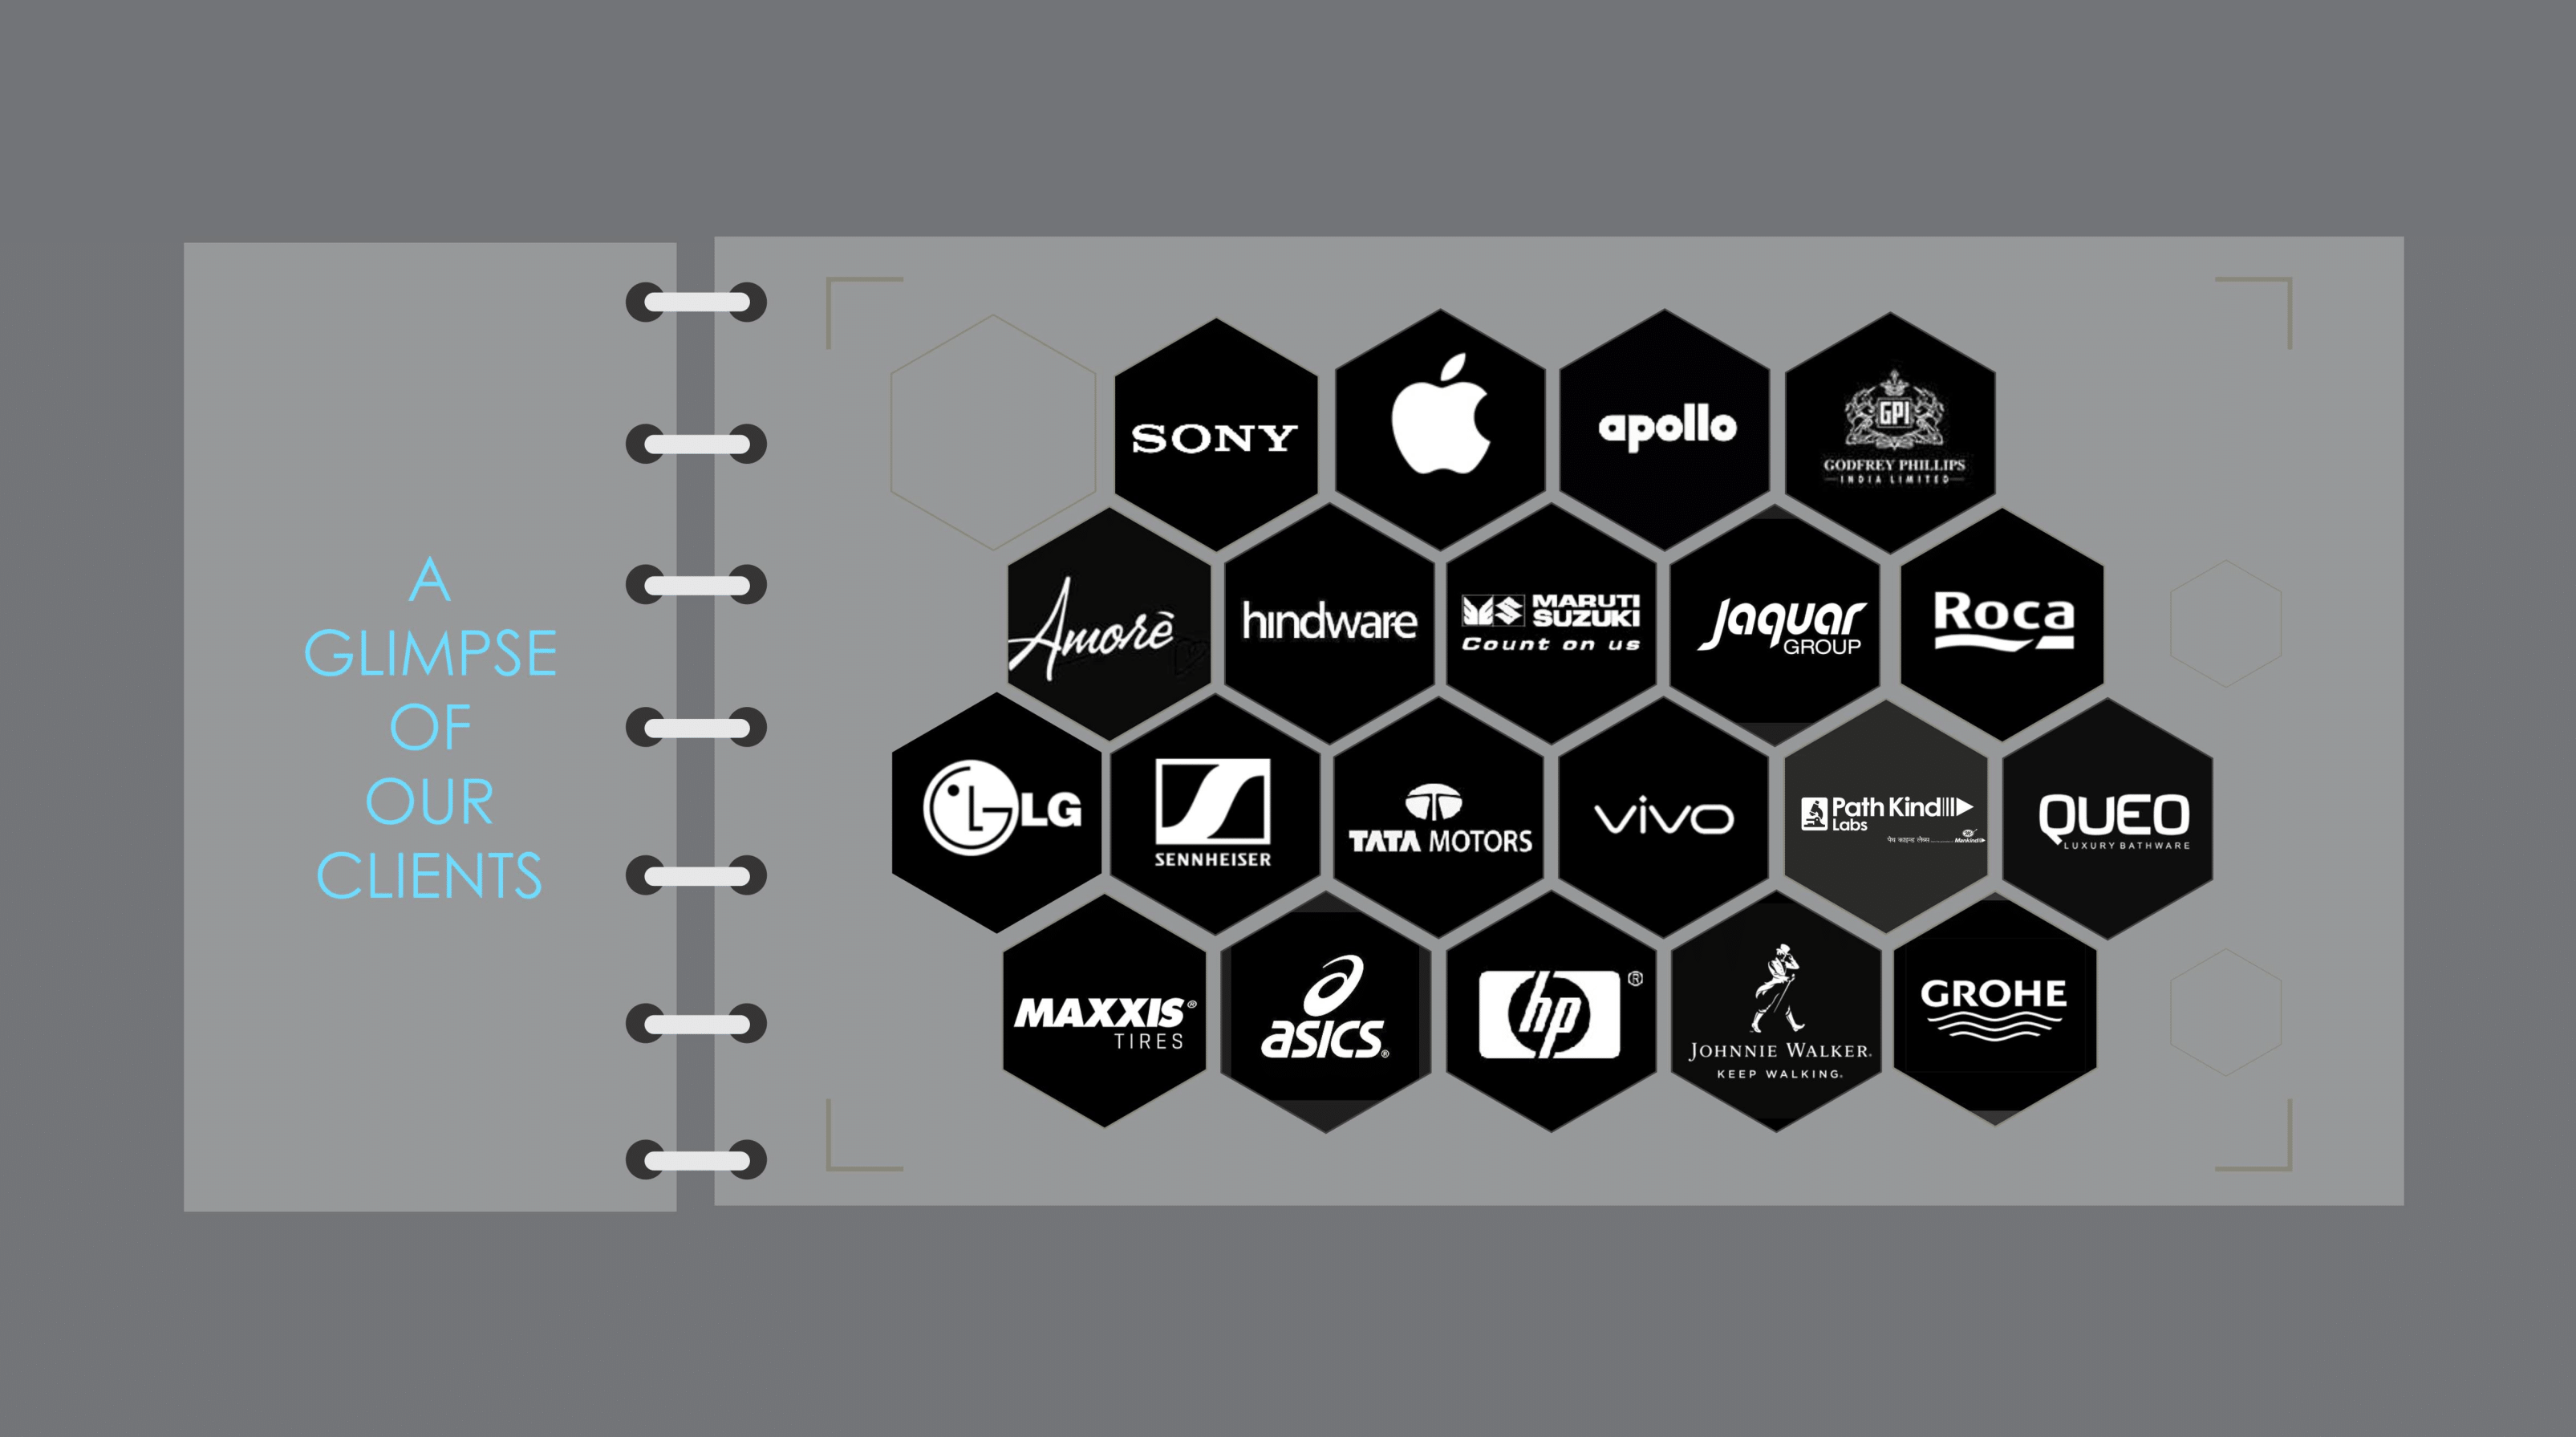 A
GLIMPSE
OF
OUR
CLIENTS
SONY
apollo
GPI
GODFREY PHILLIPS
INDIA LIMITED
Amorè
hindware
MARUTI
SUZUKI
Count on us
Jaquar
GROUP
Roca
LG
SENNHEISER
TATA MOTORS
vivo
Path Kind
Labs
पैथ काइन्ड लैब्स
Mankind
QUEO
LUXURY BATHWARE
MAXXIS®
TIRES
asics®
hp®
JOHNNIE WALKER.
KEEP WALKING.
GROHE